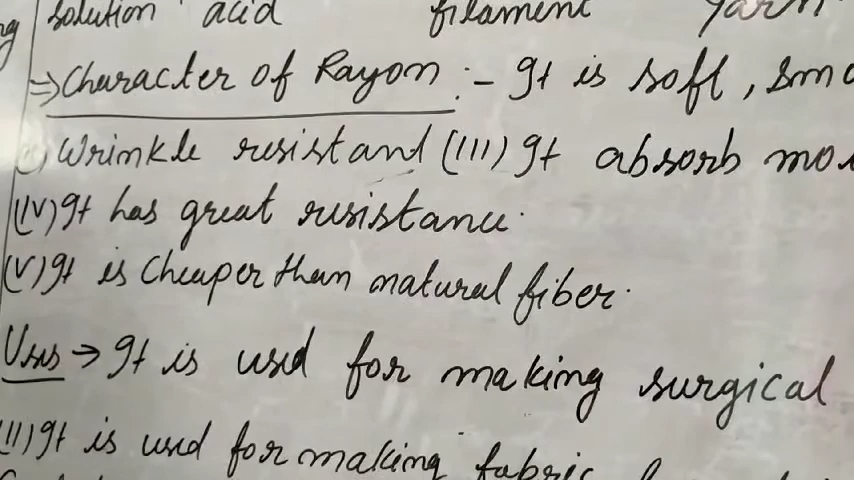 solution acid filament yarn
⇒ Character of Rayon :- It is soft,
Wrinkle resistant (III) It absorb
(IV) It has great resistance.
(V) It is Cheaper than natural fiber.
Uses → It is used for making surgical
(II) It is used for making fabric